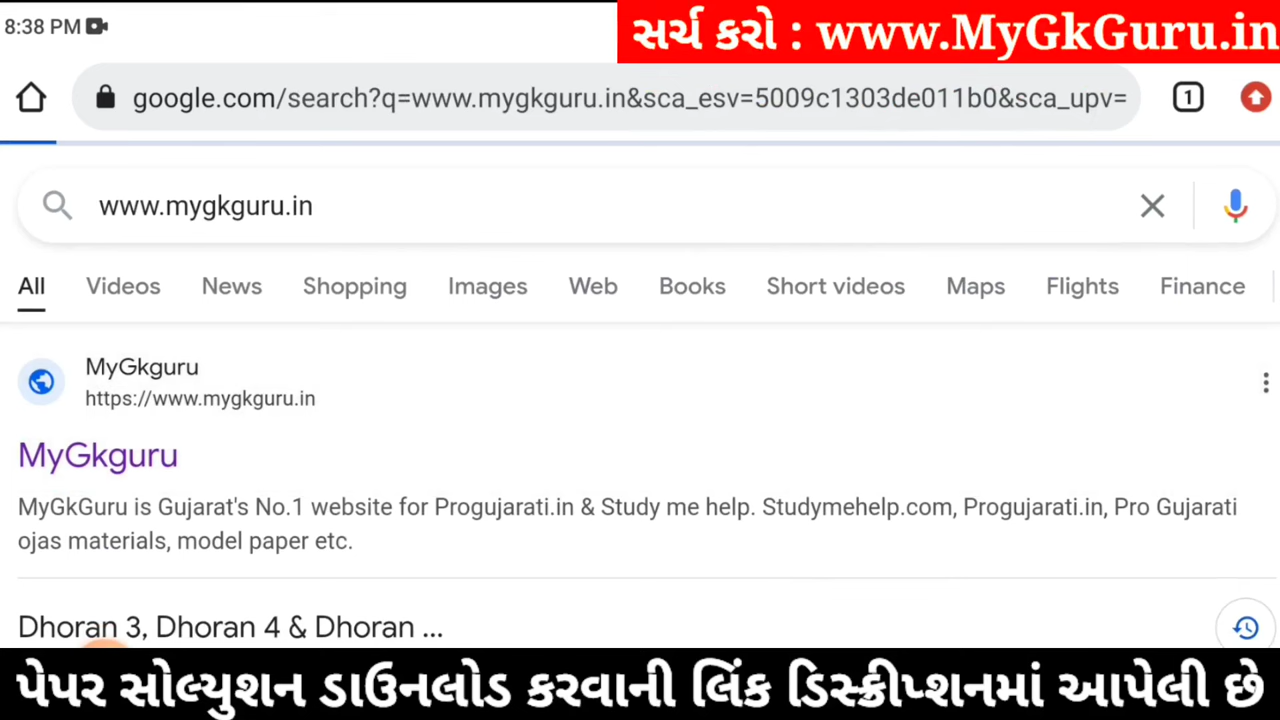 8:38 PM
સર્ચ કરો : www.MyGkGuru.in
google.com/search?q=www.mygkguru.in&sca_esv=5009c1303de011b0&sca_upv=
1
www.mygkguru.in
All Videos News Shopping Images Web Books Short videos Maps Flights Finance
MyGkguru
https://www.mygkguru.in
MyGkguru
MyGkGuru is Gujarat's No.1 website for Progujarati.in & Study me help. Studymehelp.com, Progujarati.in, Pro Gujarati
ojas materials, model paper etc.
Dhoran 3, Dhoran 4 & Dhoran ...
પેપર સોલ્યુશન ડાઉનલોડ કરવાની લિંક ડિસ્ક્રીપ્શનમાં આપેલી છે